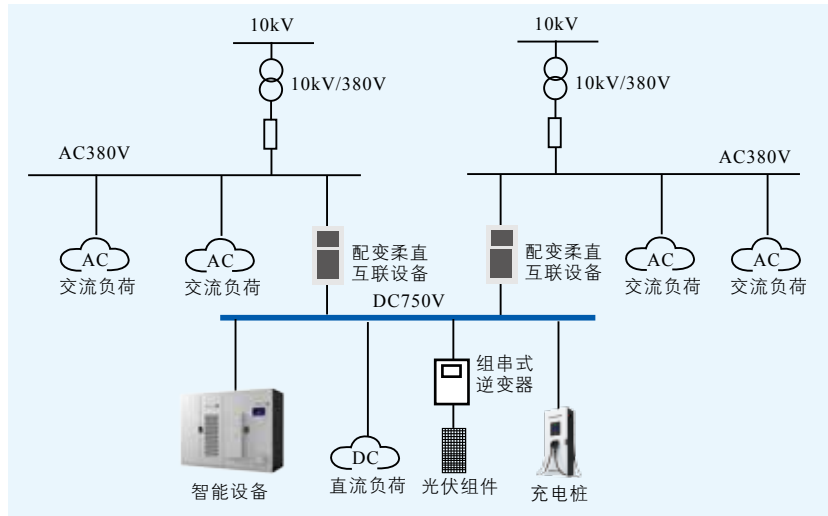 10kV
10kV
10kV/380V
10kV/380V
AC380V
AC380V
AC
AC
AC
AC
交流负荷
交流负荷
配变柔直
互联设备
配变柔直
互联设备
交流负荷
交流负荷
DC750V
组串式
逆变器
DC
智能设备
直流负荷
光伏组件
充电桩